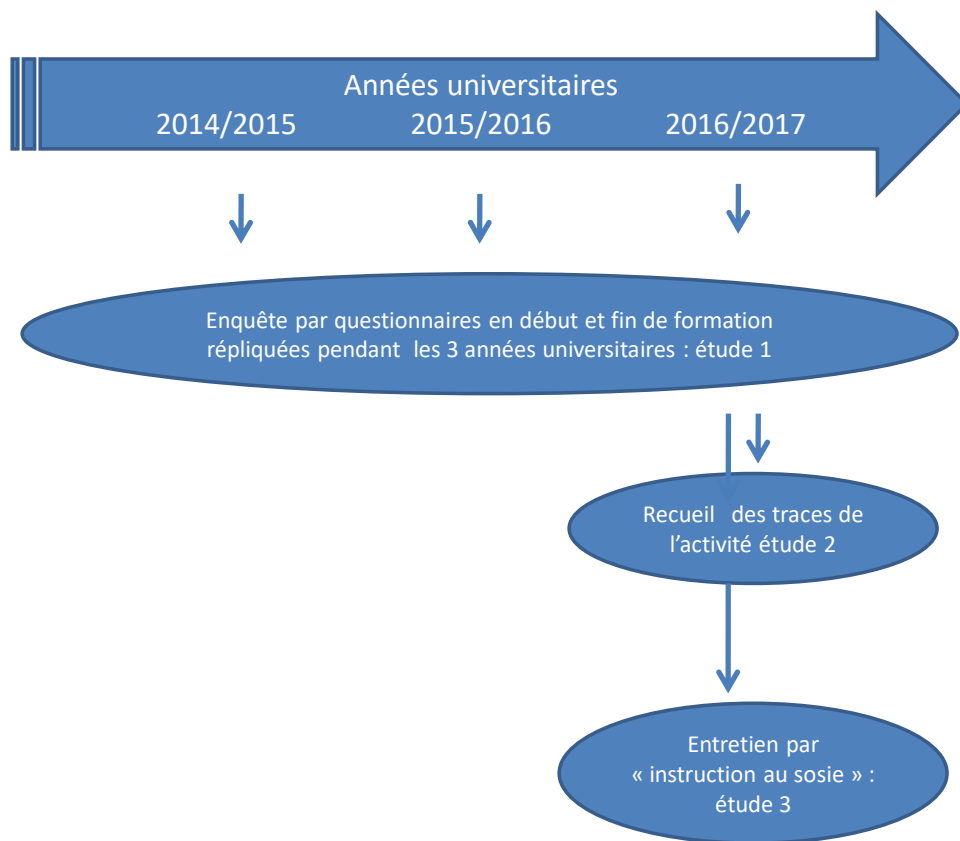 Années universitaires
2014/2015 2015/2016 2016/2017
Enquête par questionnaires en début et fin de formation
répliquées pendant les 3 années universitaires : étude 1
Recueil des traces de
l’activité étude 2
Entretien par
« instruction au sosie » :
étude 3